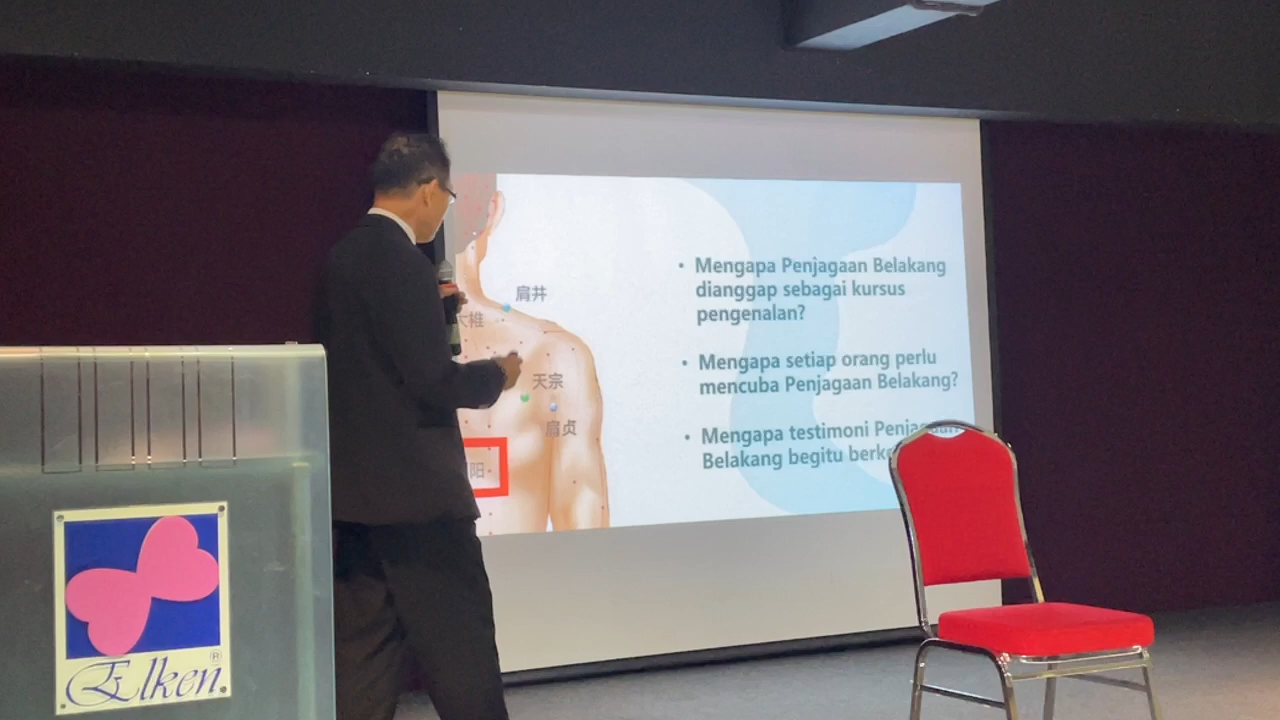 肩井
椎
天宗
肩贞
阳
• Mengapa Penjagaan Belakang
dianggap sebagai kursus
pengenalan?
• Mengapa setiap orang perlu
mencuba Penjagaan Belakang?
• Mengapa testimoni Penjagaan
Belakang begitu
Elken®